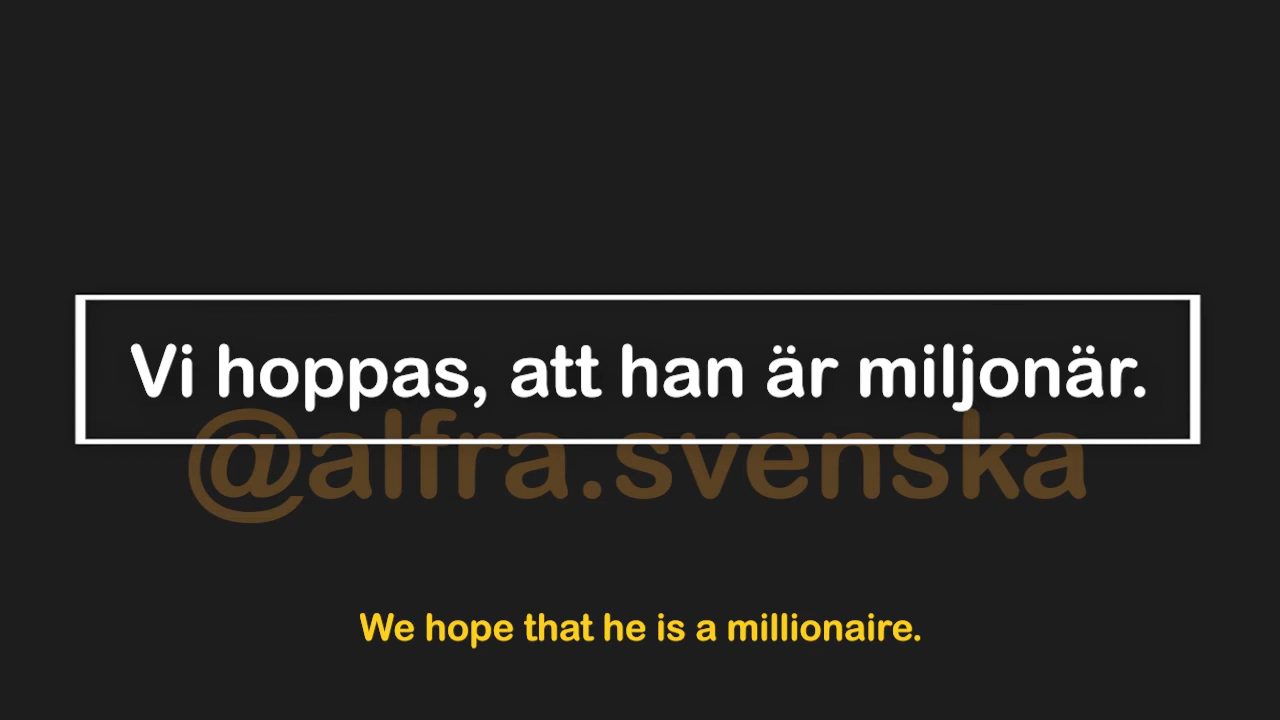 Vi hoppas, att han är miljonär.
@alfra.svenska
We hope that he is a millionaire.